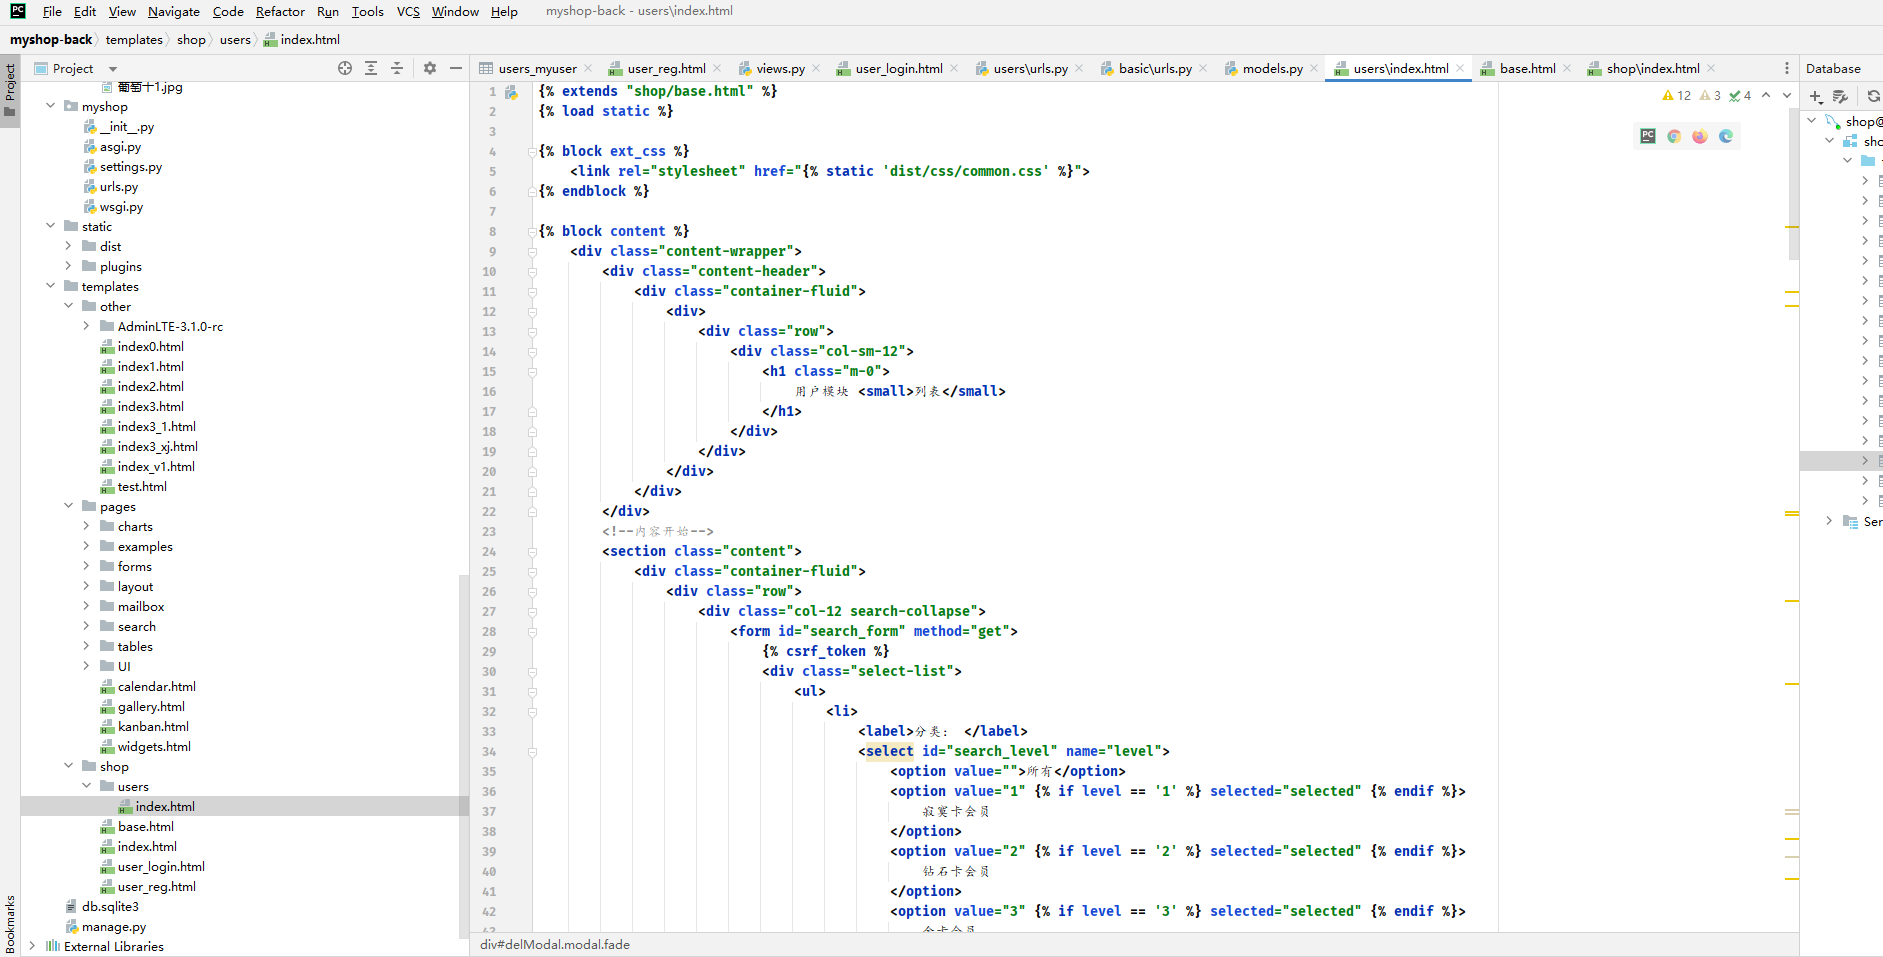 File Edit View Navigate Code Refactor Run Tools VCS Window Help myshop-back - users\index.html
myshop-back templates shop users index.html
Project
users_myuser user_reg.html views.py user_login.html users\urls.py basic\urls.py models.py users\index.html base.html shop\index.html
Database
Project
葡萄干1.jpg
myshop
__init__.py
asgi.py
settings.py
urls.py
wsgi.py
static
dist
plugins
templates
other
AdminLTE-3.1.0-rc
index0.html
index1.html
index2.html
index3.html
index3_1.html
index3_xj.html
index_v1.html
test.html
pages
charts
examples
forms
layout
mailbox
search
tables
UI
calendar.html
gallery.html
kanban.html
widgets.html
shop
users
index.html
base.html
index.html
user_login.html
user_reg.html
db.sqlite3
manage.py
External Libraries
Bookmarks
1 {% extends "shop/base.html" %}
2 {% load static %}
3
4 {% block ext_css %}
5 <link rel="stylesheet" href="{% static 'dist/css/common.css' %}">
6 {% endblock %}
7
8 {% block content %}
9 <div class="content-wrapper">
10 <div class="content-header">
11 <div class="container-fluid">
12 <div>
13 <div class="row">
14 <div class="col-sm-12">
15 <h1 class="m-0">
16 用户模块 <small>列表</small>
17 </h1>
18 </div>
19 </div>
20 </div>
21 </div>
22 </div>
23 <!--内容开始-->
24 <section class="content">
25 <div class="container-fluid">
26 <div class="row">
27 <div class="col-12 search-collapse">
28 <form id="search_form" method="get">
29 {% csrf_token %}
30 <div class="select-list">
31 <ul>
32 <li>
33 <label>分类： </label>
34 <select id="search_level" name="level">
35 <option value="">所有</option>
36 <option value="1" {% if level == '1' %} selected="selected" {% endif %}>
37 寂寞卡会员
38 </option>
39 <option value="2" {% if level == '2' %} selected="selected" {% endif %}>
40 钻石卡会员
41 </option>
42 <option value="3" {% if level == '3' %} selected="selected" {% endif %}>
12 3 4
PC
div#delModal.modal.fade
shop@
sho
Ser